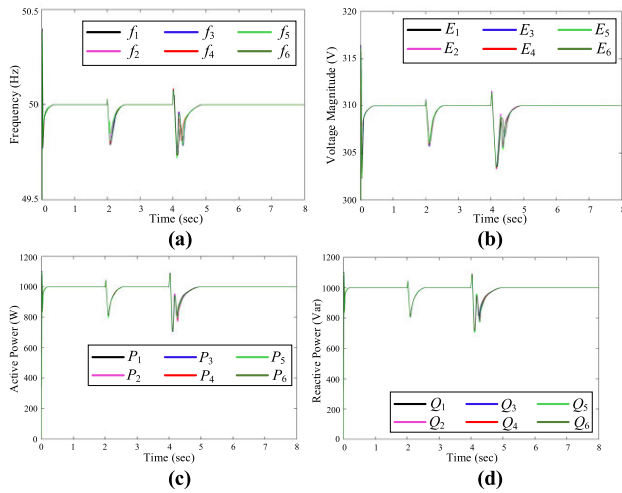 50.5
50
49.5
Frequency (Hz)
f1 f3 f5
f2 f4 f6
0 1 2 3 4 5 6 7 8
Time (sec)
(a)
320
315
310
305
300
Voltage Magnitude (V)
E1 E3 E5
E2 E4 E6
0 1 2 3 4 5 6 7 8
Time (sec)
(b)
1200
1000
800
600
400
200
0
Active Power (W)
P1 P3 P5
P2 P4 P6
0 1 2 3 4 5 6 7 8
Time (sec)
(c)
1200
1000
800
600
400
200
0
Reactive Power (Var)
Q1 Q3 Q5
Q2 Q4 Q6
0 1 2 3 4 5 6 7 8
Time (sec)
(d)